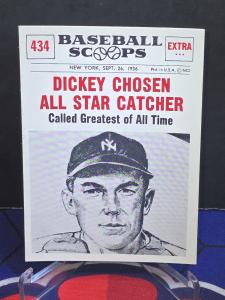 434
BASEBALL
SCOOPS
EXTRA
NEW YORK, SEPT. 26, 1936
DICKEY CHOSEN
ALL STAR CATCHER
Called Greatest of All Time
NY